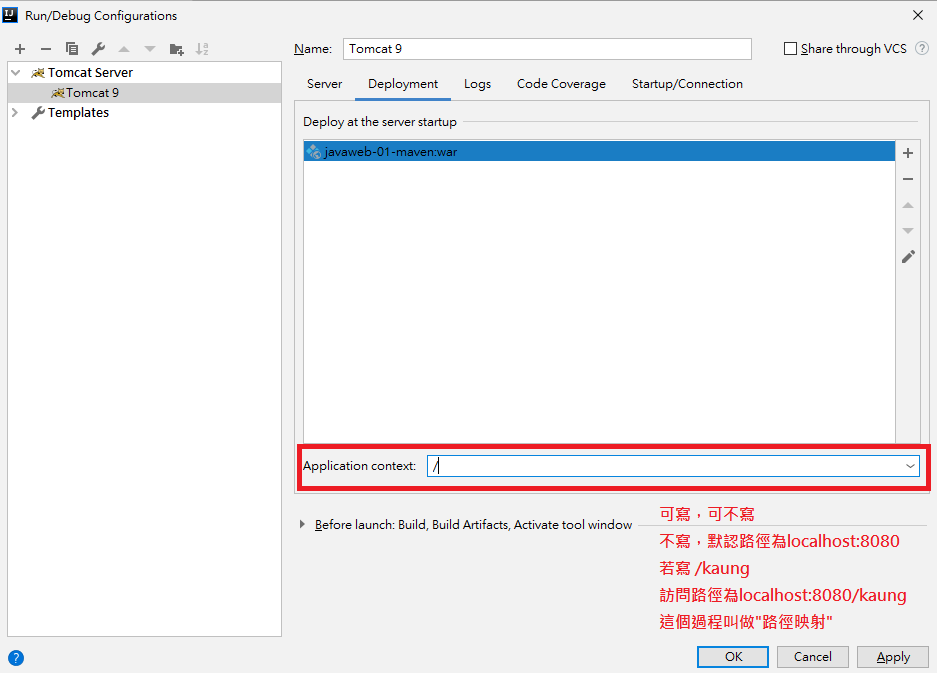 Run/Debug Configurations
Name: Tomcat 9
Share through VCS
Tomcat Server
Tomcat 9
Templates
Server Deployment Logs Code Coverage Startup/Connection
Deploy at the server startup
javaweb-01-maven:war
Application context: /
Before launch: Build, Build Artifacts, Activate tool window
可寫，可不寫
不寫，默認路徑為localhost:8080
若寫 /kaung
訪問路徑為localhost:8080/kaung
這個過程叫做"路徑映射"
OK Cancel Apply